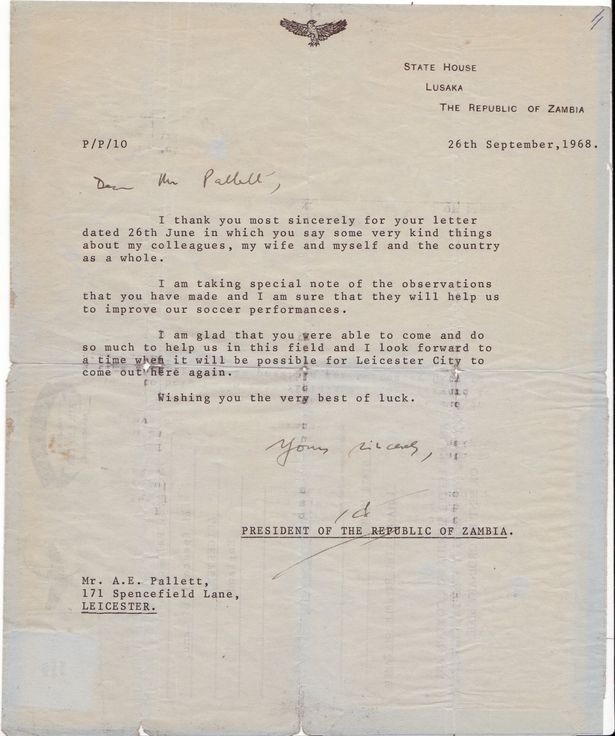 STATE HOUSE
LUSAKA
THE REPUBLIC OF ZAMBIA
P/P/10 26th September,1968.
Dear Mr Pallett,
I thank you most sincerely for your letter
dated 26th June in which you say some very kind things
about my colleagues, my wife and myself and the country
as a whole.
I am taking special note of the observations
that you have made and I am sure that they will help us
to improve our soccer performances.
I am glad that you were able to come and do
so much to help us in this field and I look forward to
a time when it will be possible for Leicester City to
come out here again.
Wishing you the very best of luck.
Yours sincerely,
PRESIDENT OF THE REPUBLIC OF ZAMBIA.
Mr. A.E. Pallett,
171 Spencefield Lane,
LEICESTER.